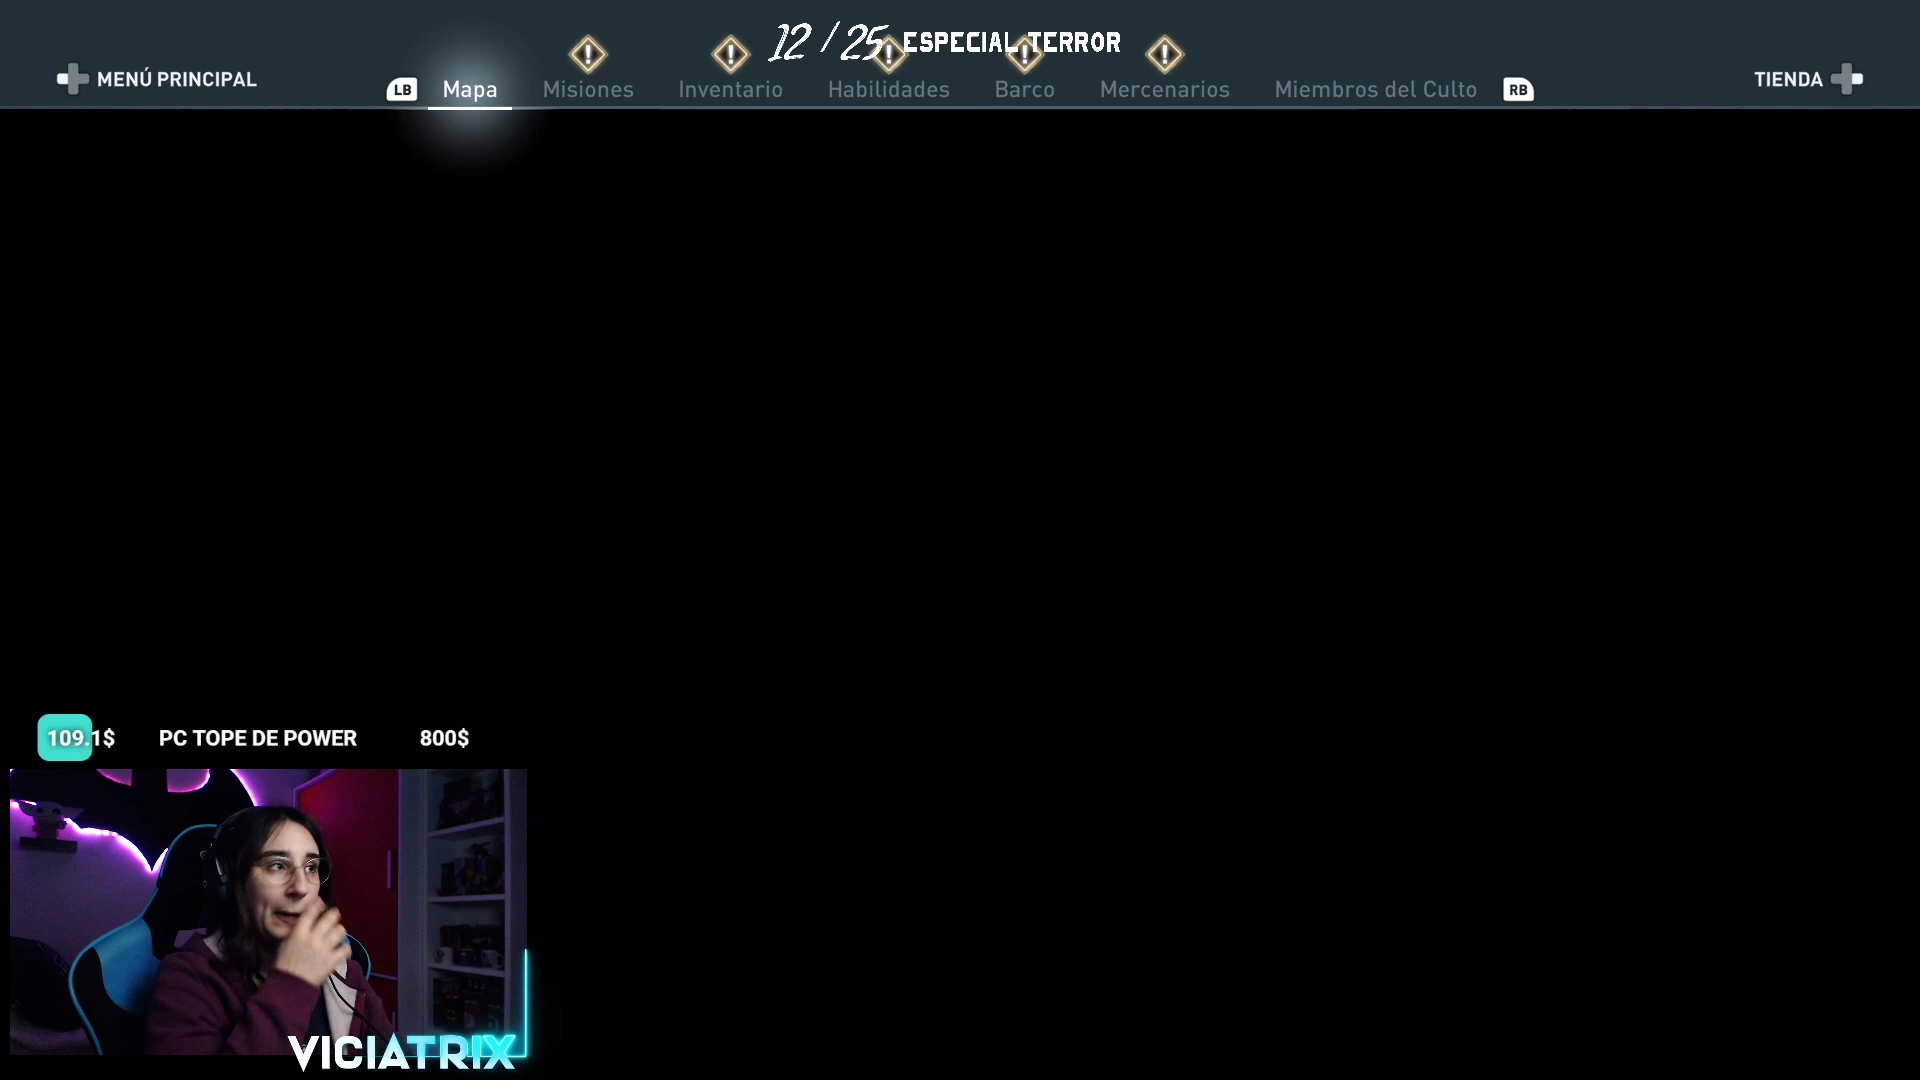 12 / 25 ESPECIAL TERROR
MENÚ PRINCIPAL
LB Mapa Misiones Inventario Habilidades Barco Mercenarios Miembros del Culto RB
TIENDA
109.1$ PC TOPE DE POWER 800$
VICIATRIX